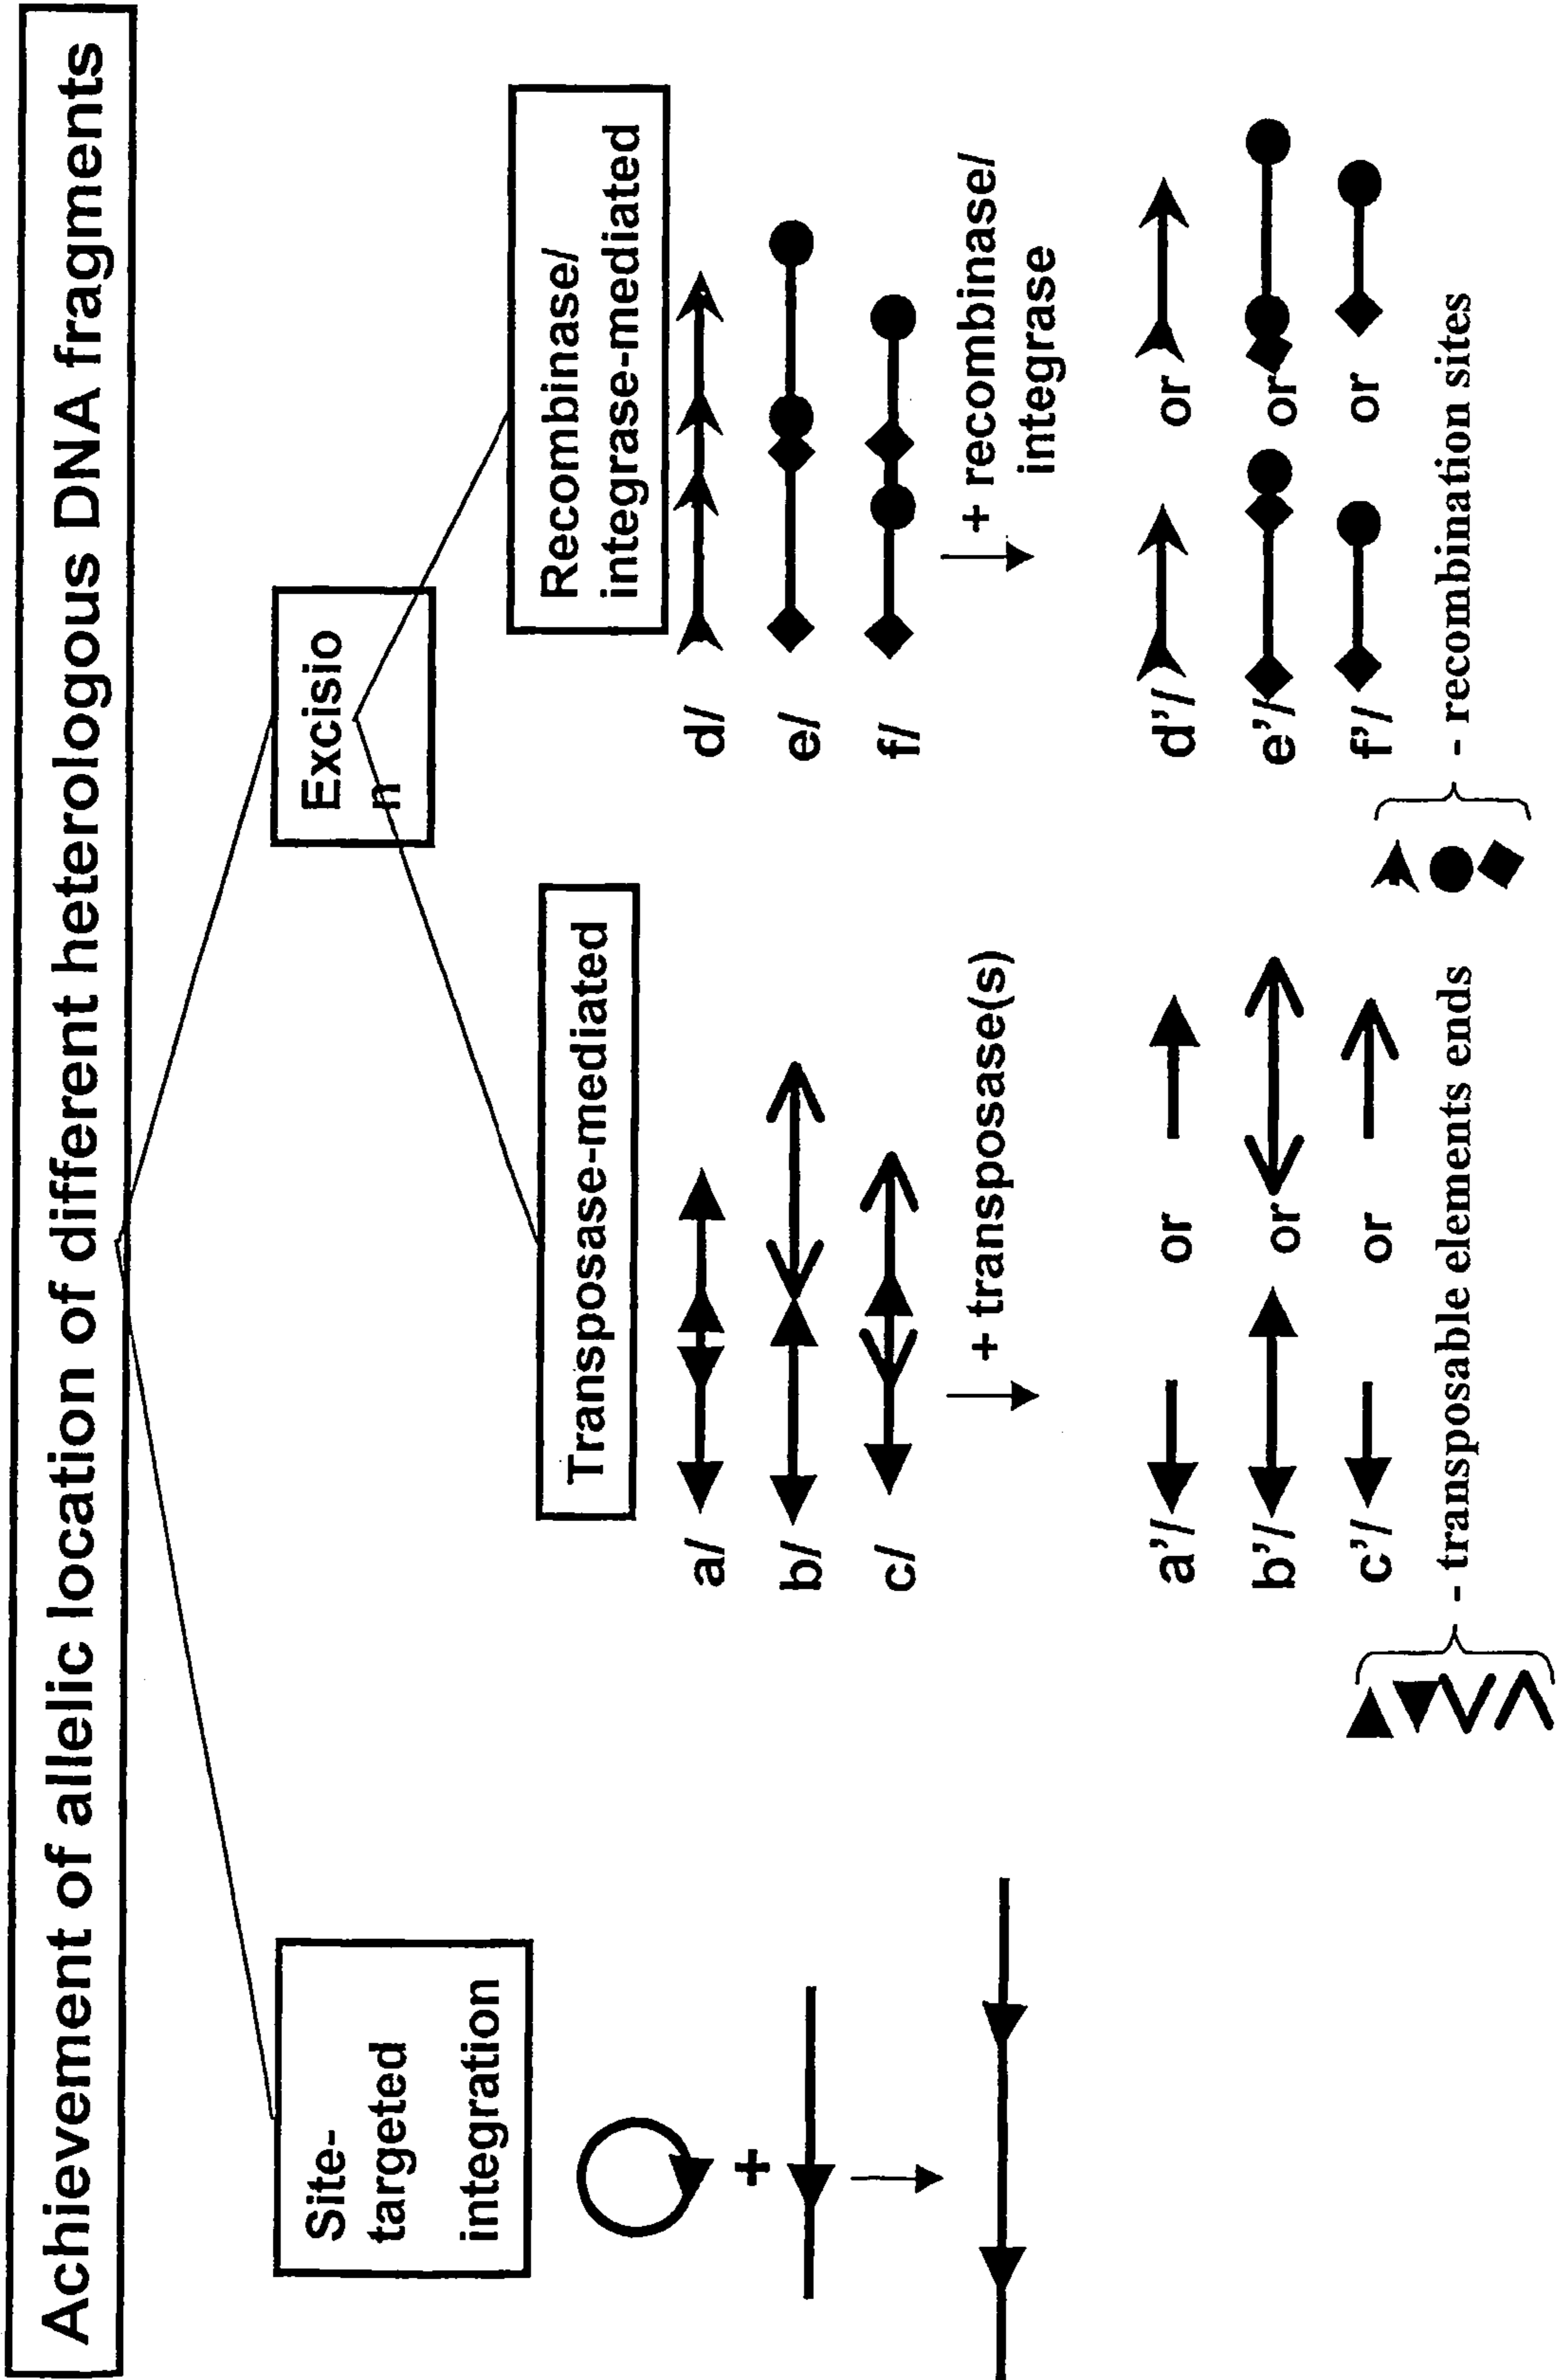 Achievement of allelic location of different heterologous DNA fragments
Site-
targeted
integration
+
Excisio
n
Transpose-mediated
a/
b/
c/
+ transposase(s)
a'/ or
b'/ or
c'/ or
- transposable elements ends
Recombinase/
integrase-mediated
d/
e/
f/
+ recombinase/
integrase
d'/ or
e'/ or
f'/ or
- recombination sites